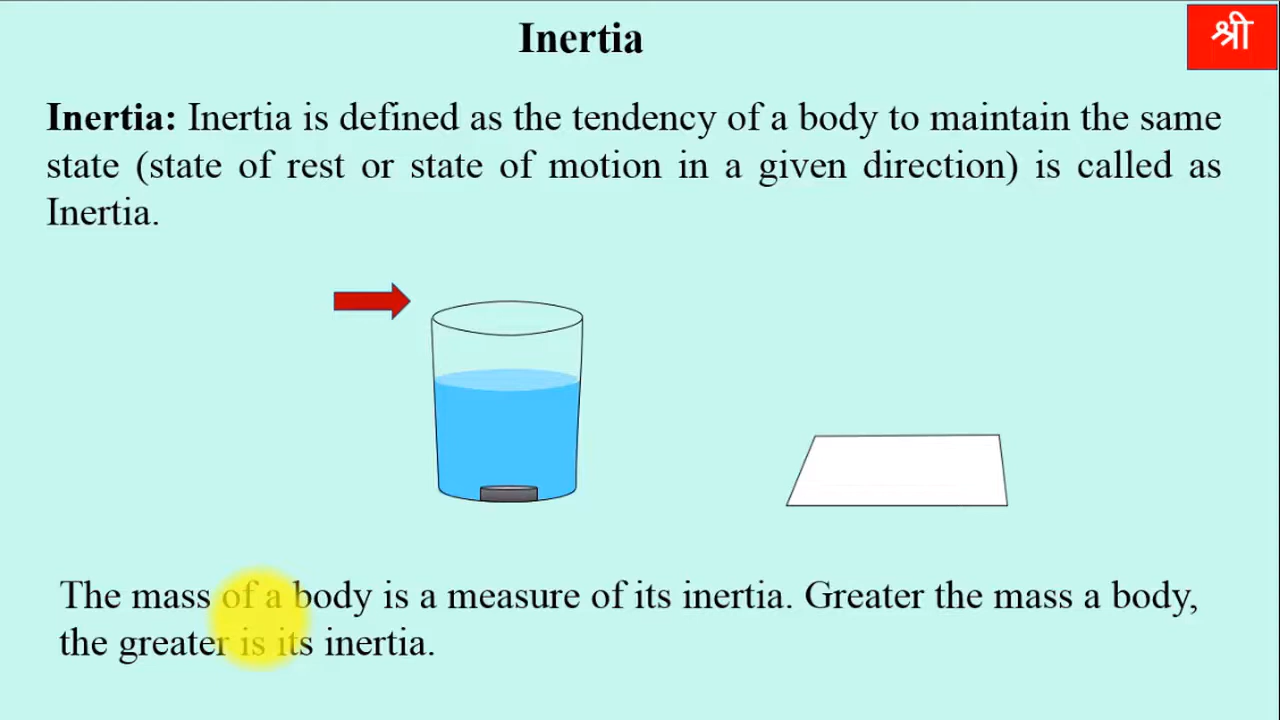 Inertia
श्री
Inertia: Inertia is defined as the tendency of a body to maintain the same
state (state of rest or state of motion in a given direction) is called as
Inertia.
The mass of a body is a measure of its inertia. Greater the mass a body,
the greater is its inertia.